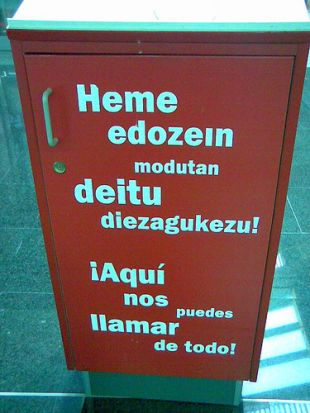 Heme
edozein
modutan
deitu
diezagukezu!
¡Aquí
nos
puedes
llamar
de todo!